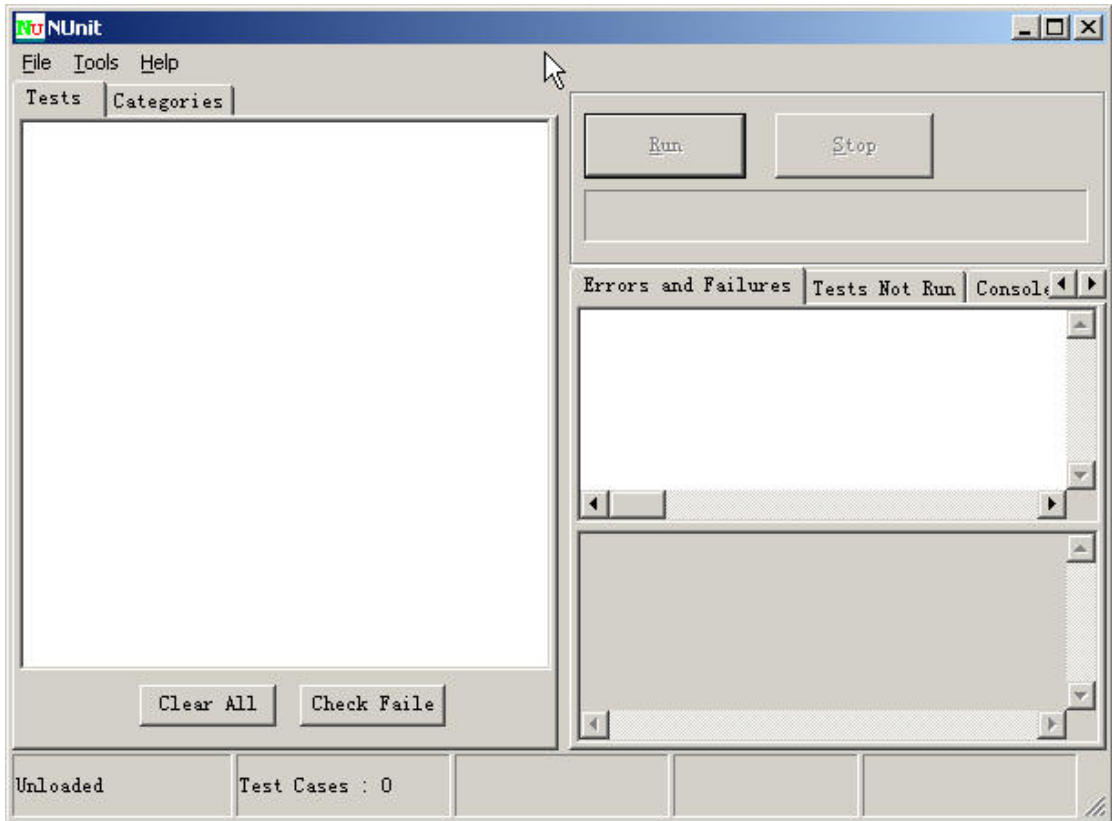 NU NUnit
File Tools Help
Tests Categories
Run Stop
Errors and Failures Tests Not Run Console
Clear All Check Faile
Unloaded Test Cases : 0